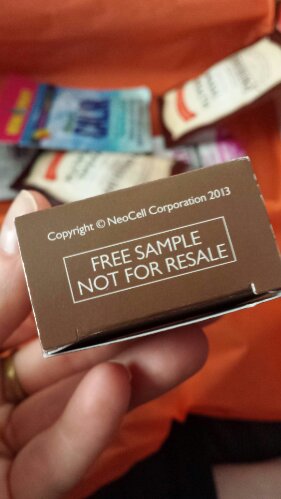 Copyright © NeoCell Corporation 2013
FREE SAMPLE
NOT FOR RESALE